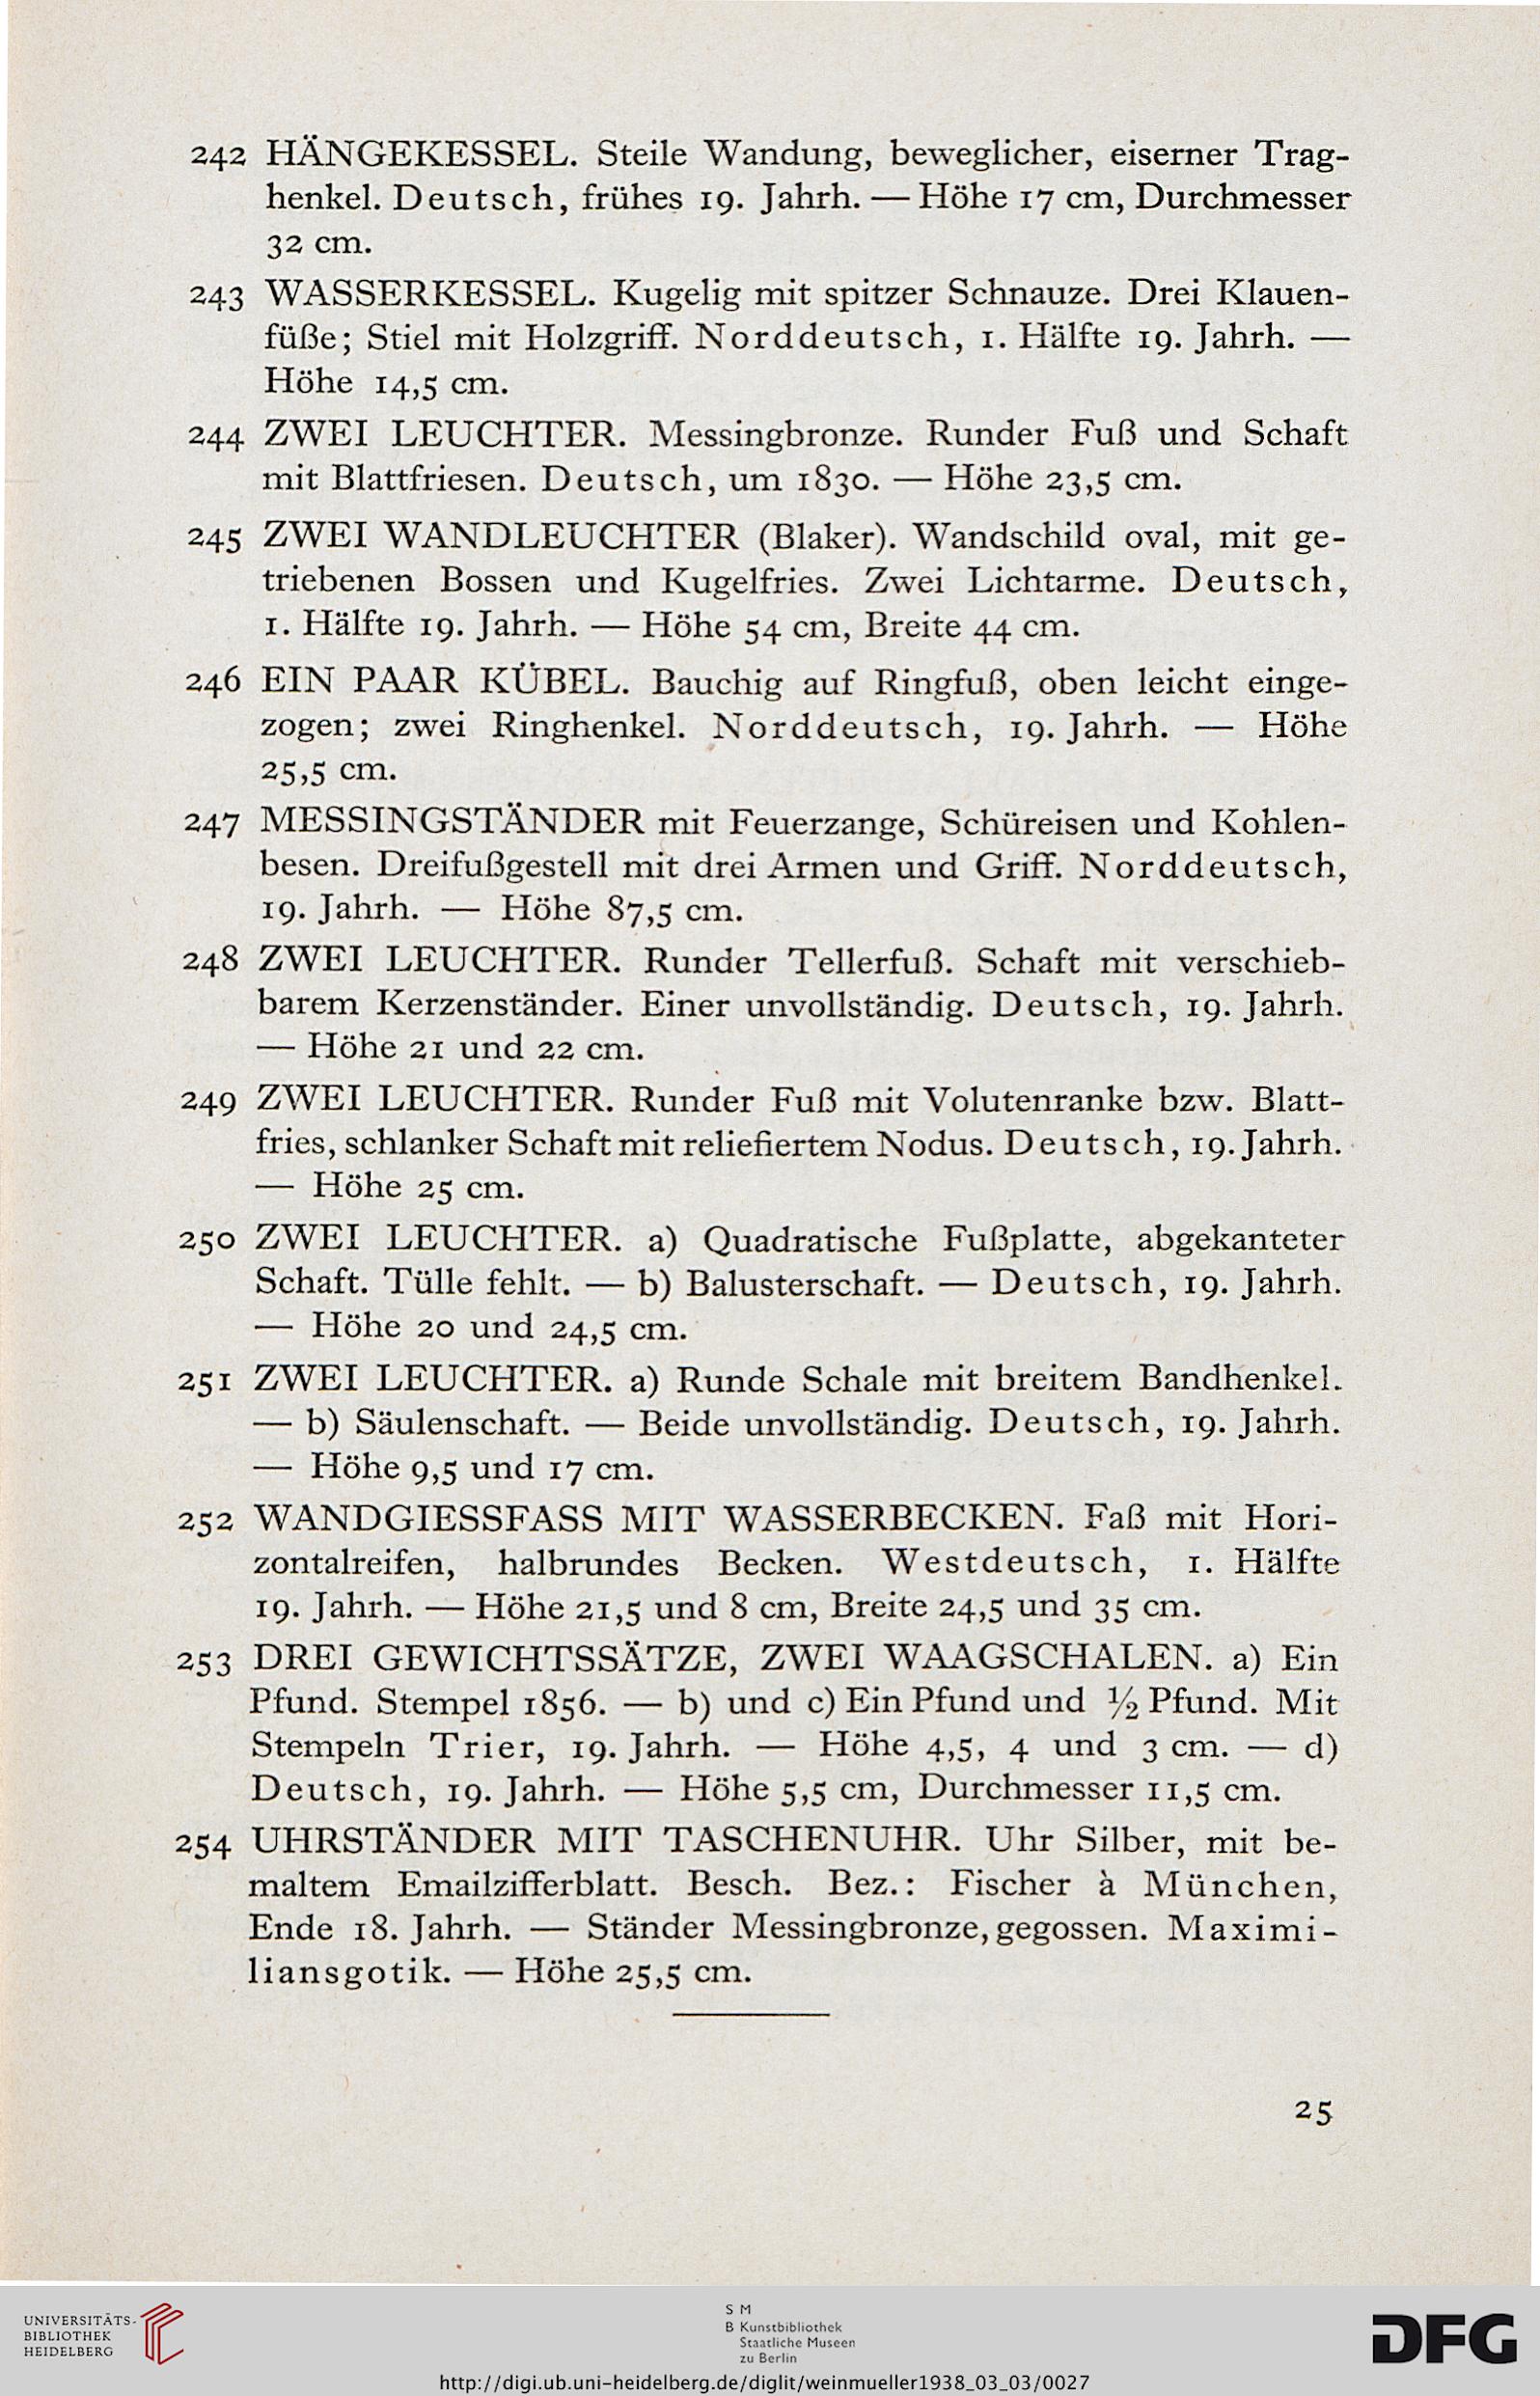 242 HÄNGEKESSEL. Steile Wandung, beweglicher, eiserner Trag-
henkel. Deutsch, frühes 19. Jahrh. — Höhe 17 cm, Durchmesser
32 cm.
243 WASSERKESSEL. Kugelig mit spitzer Schnauze. Drei Klauen-
füße; Stiel mit Holzgriff. Norddeutsch, 1. Hälfte 19. Jahrh. —
Höhe 14,5 cm.
244 ZWEI LEUCHTER. Messingbronze. Runder Fuß und Schaft
mit Blattfriesen. Deutsch, um 1830. — Höhe 23,5 cm.
245 ZWEI WANDLEUCHTER (Blaker). Wandschild oval, mit ge-
triebenen Bossen und Kugelfries. Zwei Lichtarme. Deutsch,
1. Hälfte 19. Jahrh. — Höhe 54 cm, Breite 44 cm.
246 EIN PAAR KÜBEL. Bauchig auf Ringfuß, oben leicht einge-
zogen; zwei Ringhenkel. Norddeutsch, 19. Jahrh. — Höhe
25,5 cm.
247 MESSINGSTÄNDER mit Feuerzange, Schüreisen und Kohlen-
besen. Dreifußgestell mit drei Armen und Griff. Norddeutsch,
19. Jahrh. — Höhe 87,5 cm.
248 ZWEI LEUCHTER. Runder Tellerfuß. Schaft mit verschieb-
barem Kerzenständer. Einer unvollständig. Deutsch, 19. Jahrh.
— Höhe 21 und 22 cm.
249 ZWEI LEUCHTER. Runder Fuß mit Volutenranke bzw. Blatt-
fries, schlanker Schaft mit reliefiertem Nodus. Deutsch, 19. Jahrh.
— Höhe 25 cm.
250 ZWEI LEUCHTER. a) Quadratische Fußplatte, abgekanteter
Schaft. Tülle fehlt. — b) Balusterschaft. — Deutsch, 19. Jahrh.
— Höhe 20 und 24,5 cm.
251 ZWEI LEUCHTER. a) Runde Schale mit breitem Bandhenkel.
— b) Säulenschaft. — Beide unvollständig. Deutsch, 19. Jahrh.
— Höhe 9,5 und 17 cm.
252 WANDGIESSFASS MIT WASSERBECKEN. Faß mit Hori-
zontalreifen, halbrundes Becken. Westdeutsch, 1. Hälfte
19. Jahrh. — Höhe 21,5 und 8 cm, Breite 24,5 und 35 cm.
253 DREI GEWICHTSSÄTZE, ZWEI WAAGSCHALEN. a) Ein
Pfund. Stempel 1856. — b) und c) Ein Pfund und ½ Pfund. Mit
Stempeln Trier, 19. Jahrh. — Höhe 4,5, 4 und 3 cm. — d)
Deutsch, 19. Jahrh. — Höhe 5,5 cm, Durchmesser 11,5 cm.
254 UHRSTÄNDER MIT TASCHENUHR. Uhr Silber, mit be-
maltem Emailzifferblatt. Besch. Bez.: Fischer à München,
Ende 18. Jahrh. — Ständer Messingbronze, gegossen. Maximi-
liansgotik. — Höhe 25,5 cm.
25
UNIVERSITÄTS-
BIBLIOTHEK
HEIDELBERG
S M
B Kunstbibliothek
Staatliche Museen
zu Berlin
DFG
http://digi.ub.uni-heidelberg.de/diglit/weinmueller1938_03_03/0027